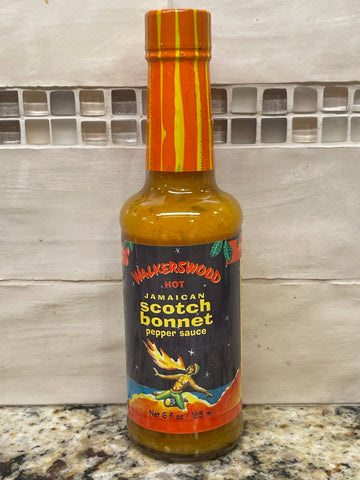 WALKERSWOOD
HOT
JAMAICAN
scotch
bonnet
pepper sauce
Net 6 fl oz / 185 ml